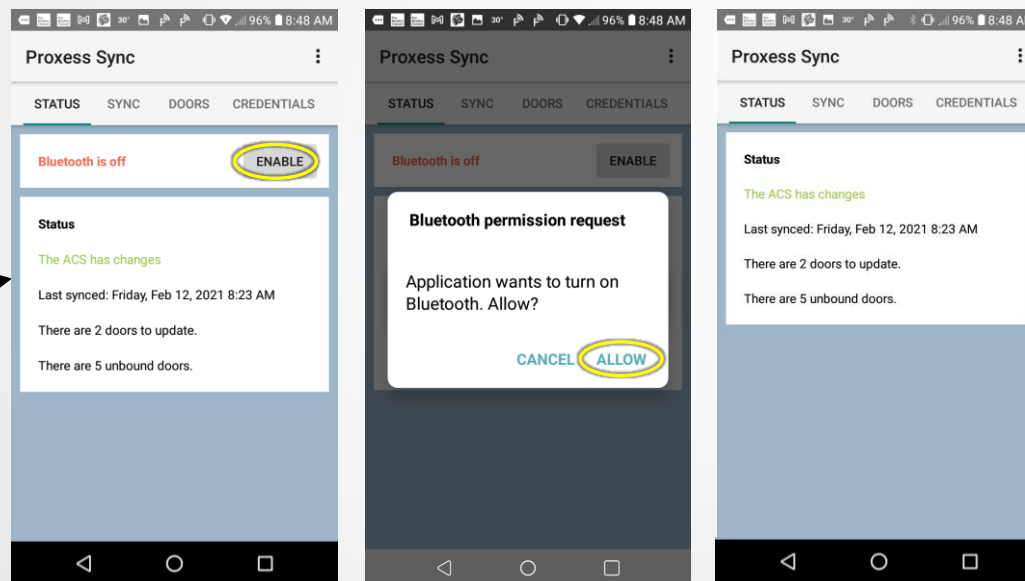 30° 96% 8:48 AM
Proxess Sync
STATUS SYNC DOORS CREDENTIALS
Bluetooth is off ENABLE
Status
The ACS has changes
Last synced: Friday, Feb 12, 2021 8:23 AM
There are 2 doors to update.
There are 5 unbound doors.
30° 96% 8:48 AM
Proxess Sync
STATUS SYNC DOORS CREDENTIALS
Bluetooth is off ENABLE
Bluetooth permission request
Application wants to turn on
Bluetooth. Allow?
CANCEL ALLOW
30° 96% 8:48 AM
Proxess Sync
STATUS SYNC DOORS CREDENTIALS
Status
The ACS has changes
Last synced: Friday, Feb 12, 2021 8:23 AM
There are 2 doors to update.
There are 5 unbound doors.